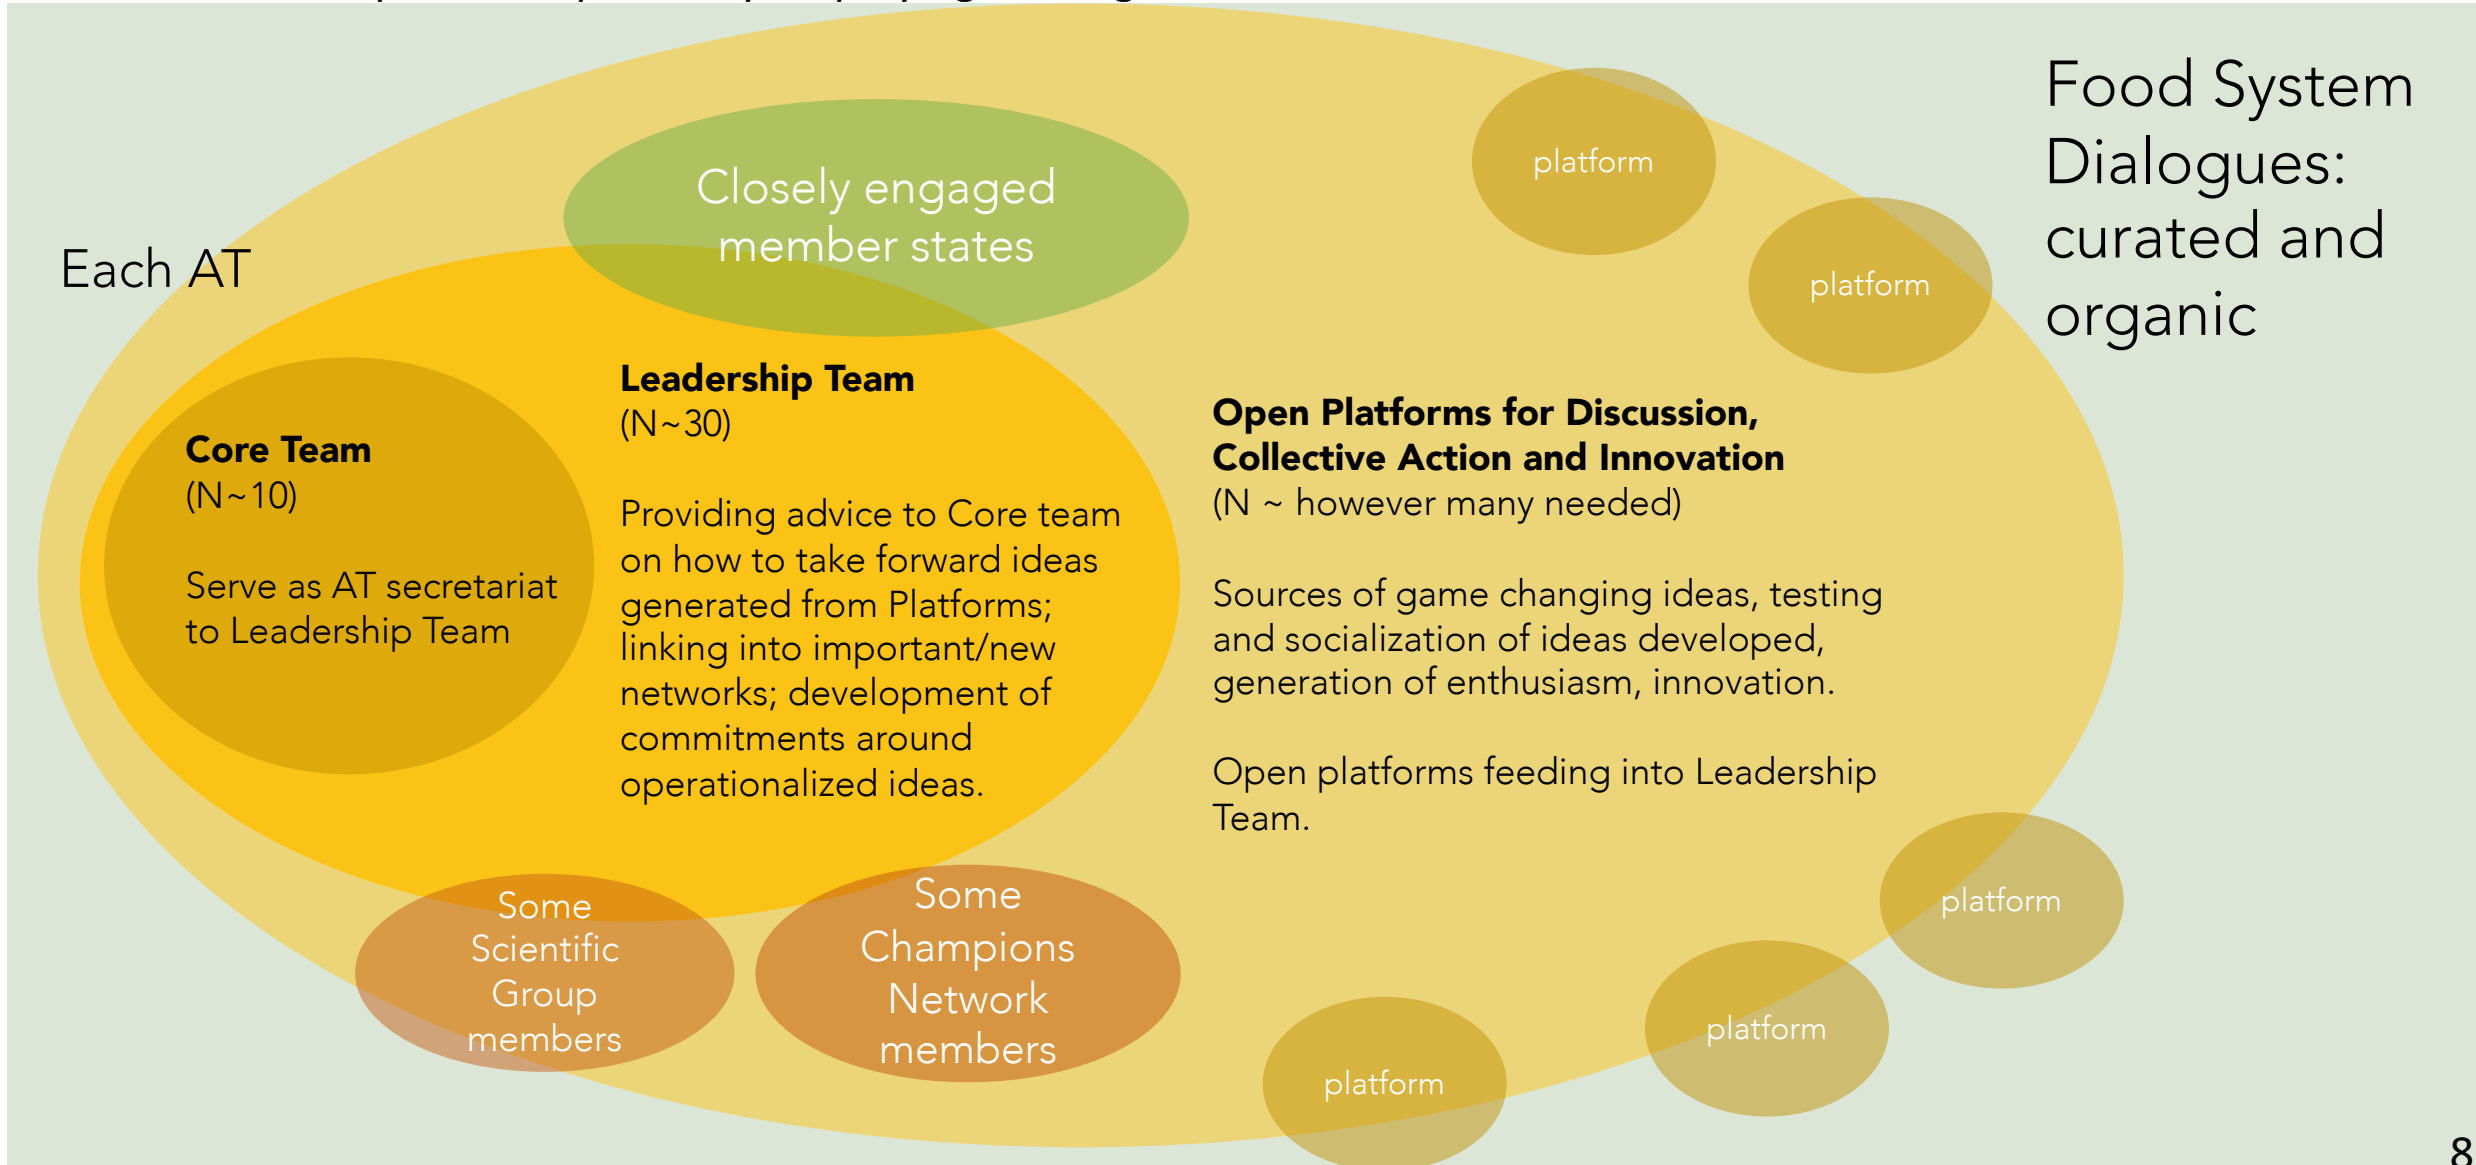 Each AT
Closely engaged
member states
Core Team
(N~10)
Serve as AT secretariat
to Leadership Team
Leadership Team
(N~30)
Providing advice to Core team
on how to take forward ideas
generated from Platforms;
linking into important/new
networks; development of
commitments around
operationalized ideas.
Some
Scientific
Group
members
Some
Champions
Network
members
Open Platforms for Discussion,
Collective Action and Innovation
(N ~ however many needed)
Sources of game changing ideas, testing
and socialization of ideas developed,
generation of enthusiasm, innovation.
Open platforms feeding into Leadership
Team.
platform
platform
platform
platform
platform
Food System
Dialogues:
curated and
organic
8